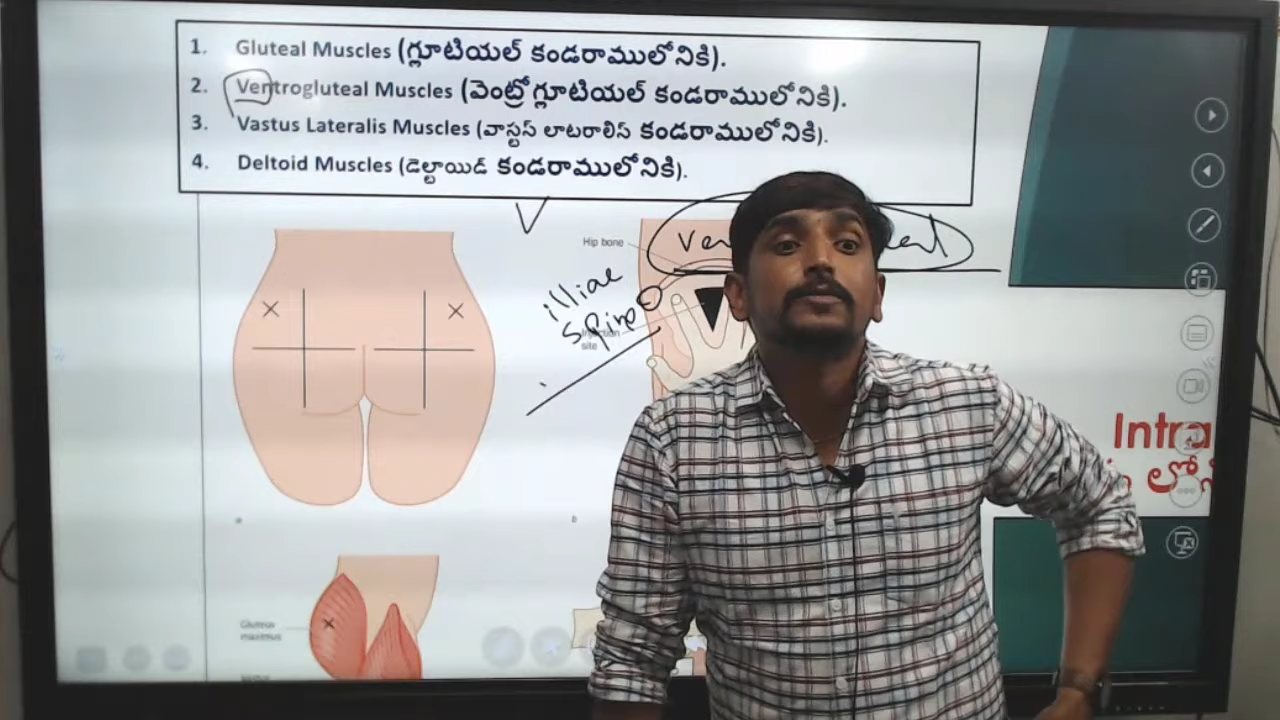 1. Gluteal Muscles (గ్లూటియల్ కండరాములోనికి).
2. Ventrogluteal Muscles (వెంట్రోగ్లూటియల్ కండరాములోనికి).
3. Vastus Lateralis Muscles (వాస్టస్ లాటరాలిస్ కండరాములోనికి).
4. Deltoid Muscles (డెల్టాయిడ్ కండరాములోనికి).
V
Hip bone
illiac
Spine
site
a
b
Gluteus
maximus
Intra